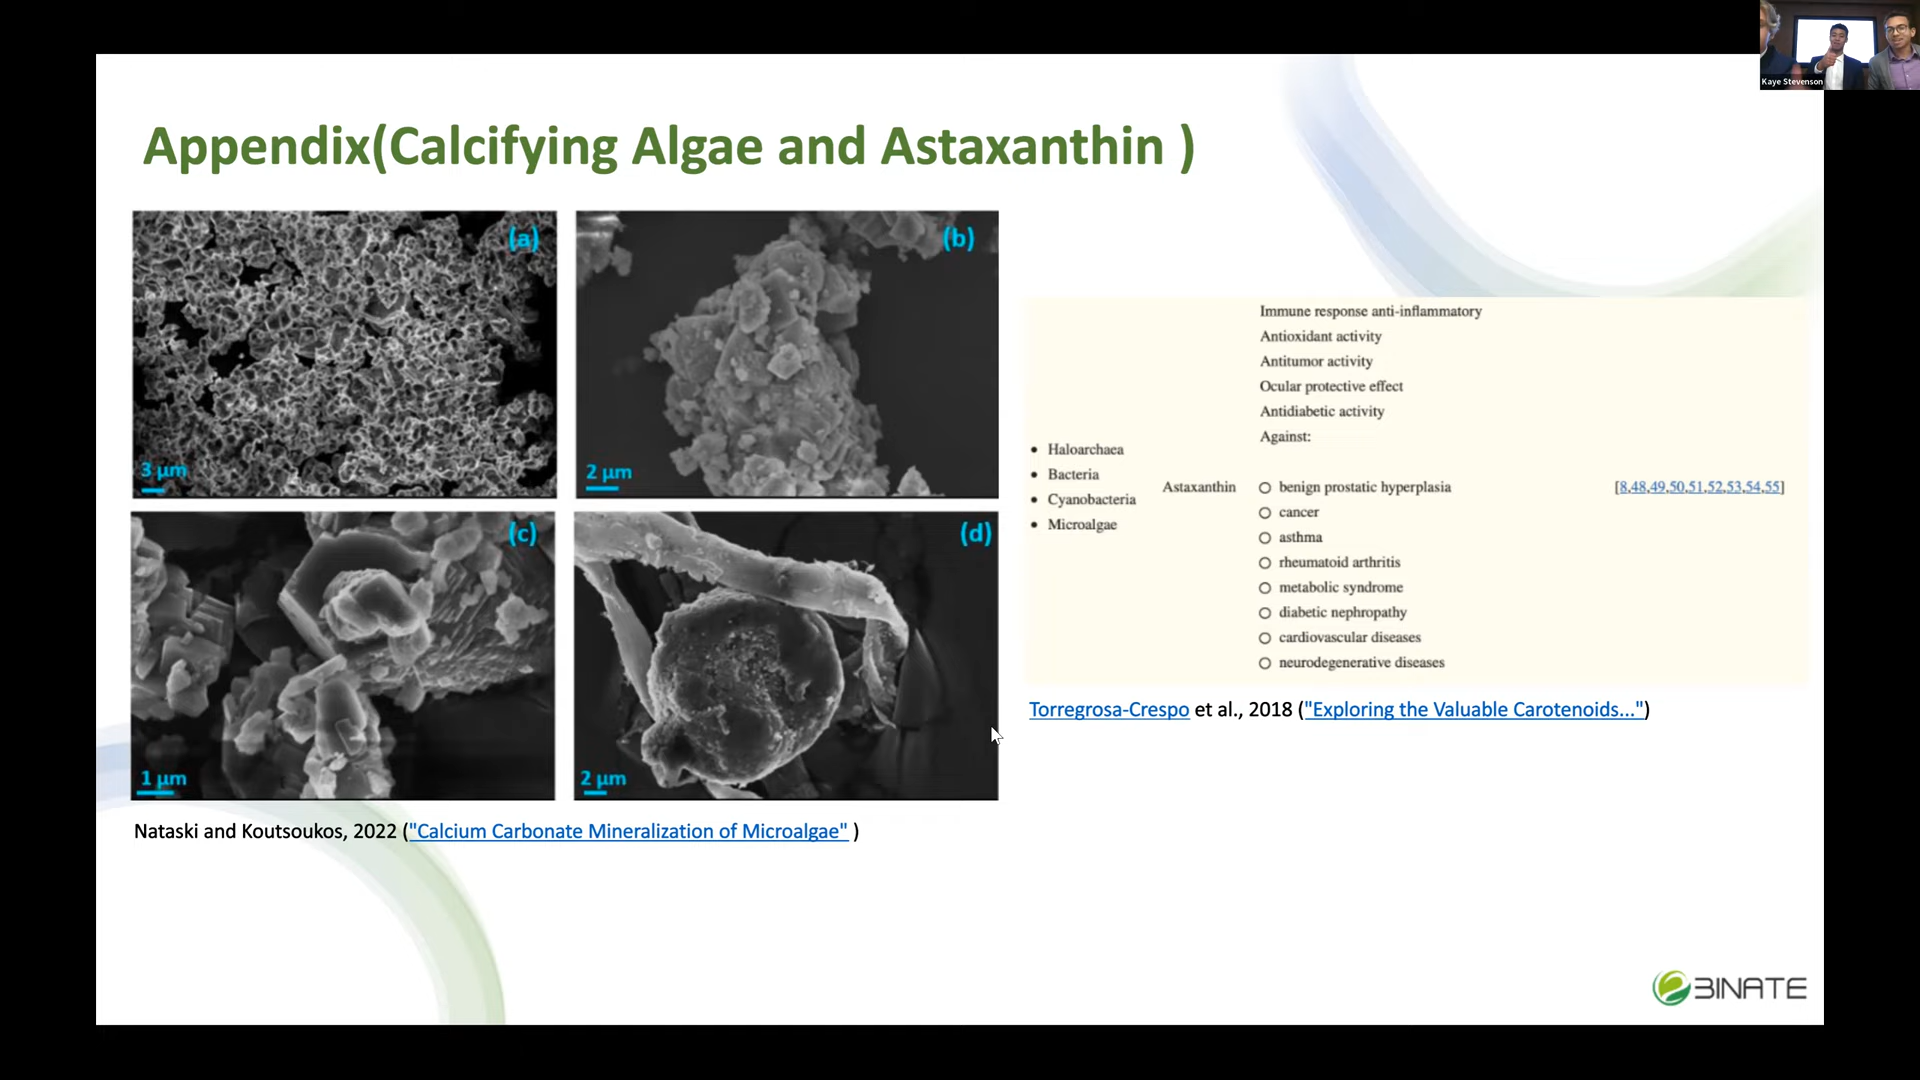 Kaye Stevenson
Appendix(Calcifying Algae and Astaxanthin )
(a)
3 μm
(b)
2 μm
(c)
1 μm
(d)
2 μm
Nataski and Koutsoukos, 2022 ("Calcium Carbonate Mineralization of Microalgae" )
Immune response anti-inflammatory
Antioxidant activity
Antitumor activity
Ocular protective effect
Antidiabetic activity
Against:
• Haloarchaea
• Bacteria
• Cyanobacteria
• Microalgae
Astaxanthin
○ benign prostatic hyperplasia
○ cancer
○ asthma
○ rheumatoid arthritis
○ metabolic syndrome
○ diabetic nephropathy
○ cardiovascular diseases
○ neurodegenerative diseases
[8,48,49,50,51,52,53,54,55]
Torregrosa-Crespo et al., 2018 ("Exploring the Valuable Carotenoids...")
BINATE